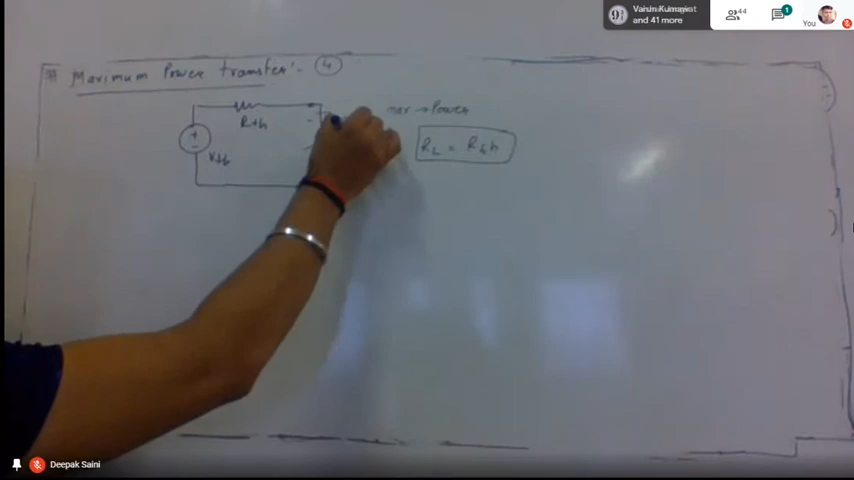 Vaisin Kumawat
and 41 more
44
1
You
Maximum Power transfer:- 4
max → Power
Rth
RL = Rth
Vth
+
-
Deepak Saini